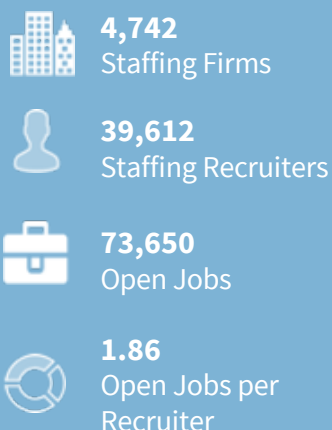 4,742
Staffing Firms
39,612
Staffing Recruiters
73,650
Open Jobs
1.86
Open Jobs per
Recruiter